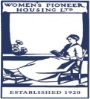 WOMEN'S PIONEER
HOUSING LTD
ESTABLISHED 1920